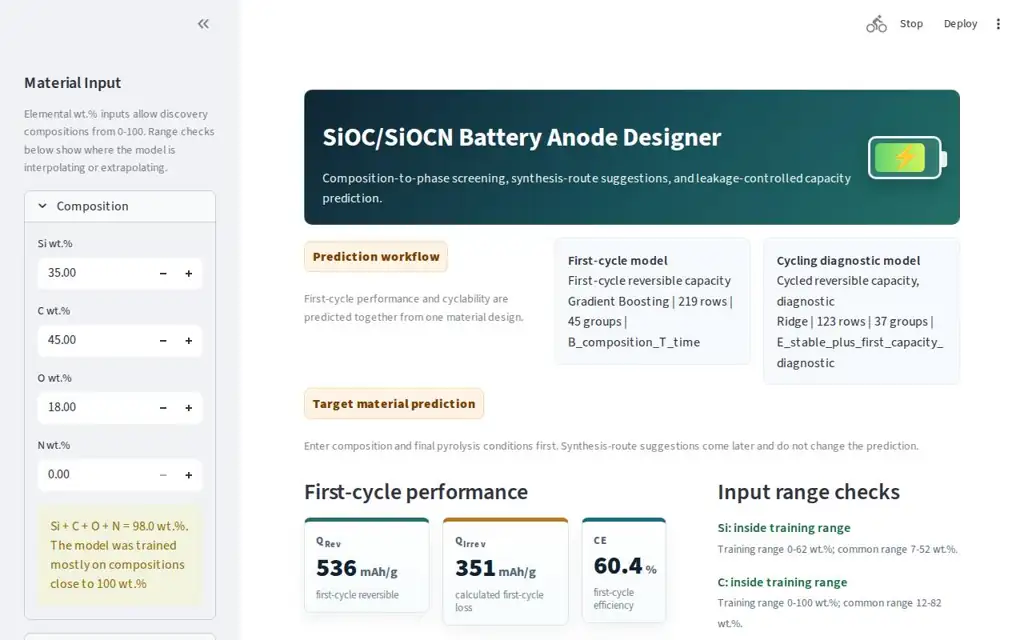 Stop
Deploy
Material Input
Elemental wt.% inputs allow discovery
compositions from 0-100. Range checks
below show where the model is
interpolating or extrapolating.
Composition
Si wt.%
35.00
C wt.%
45.00
O wt.%
18.00
N wt.%
0.00
Si + C + O + N = 98.0 wt.%.
The model was trained
mostly on compositions
close to 100 wt.%
SiOC/SiOCN Battery Anode Designer
Composition-to-phase screening, synthesis-route suggestions, and leakage-controlled capacity
prediction.
Prediction workflow
First-cycle performance and cyclability are
predicted together from one material design.
First-cycle model
First-cycle reversible capacity
Gradient Boosting | 219 rows |
45 groups |
B_composition_T_time
Cycling diagnostic model
Cycled reversible capacity,
diagnostic
Ridge | 123 rows | 37 groups |
E_stable_plus_first_capacity_
diagnostic
Target material prediction
Enter composition and final pyrolysis conditions first. Synthesis-route suggestions come later and do not change the prediction.
First-cycle performance
QRev
536 mAh/g
first-cycle reversible
QIrrev
351 mAh/g
calculated first-cycle
loss
CE
60.4 %
first-cycle
efficiency
Input range checks
Si: inside training range
Training range 0-62 wt.%; common range 7-52 wt.%.
C: inside training range
Training range 0-100 wt.%; common range 12-82
wt.%.